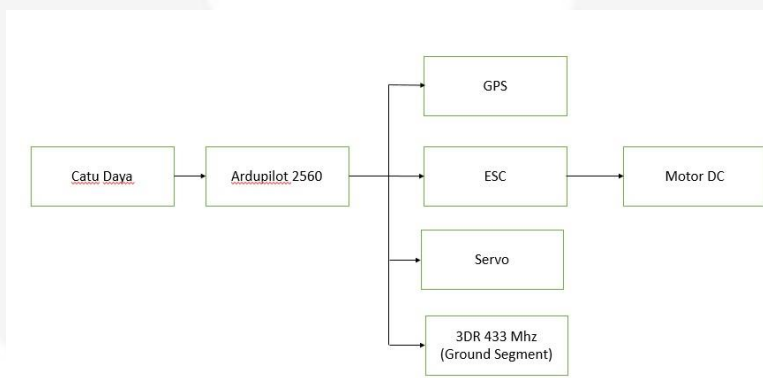 GPS
Catu Daya
Ardupilot 2560
ESC
Motor DC
Servo
3DR 433 Mhz
(Ground Segment)